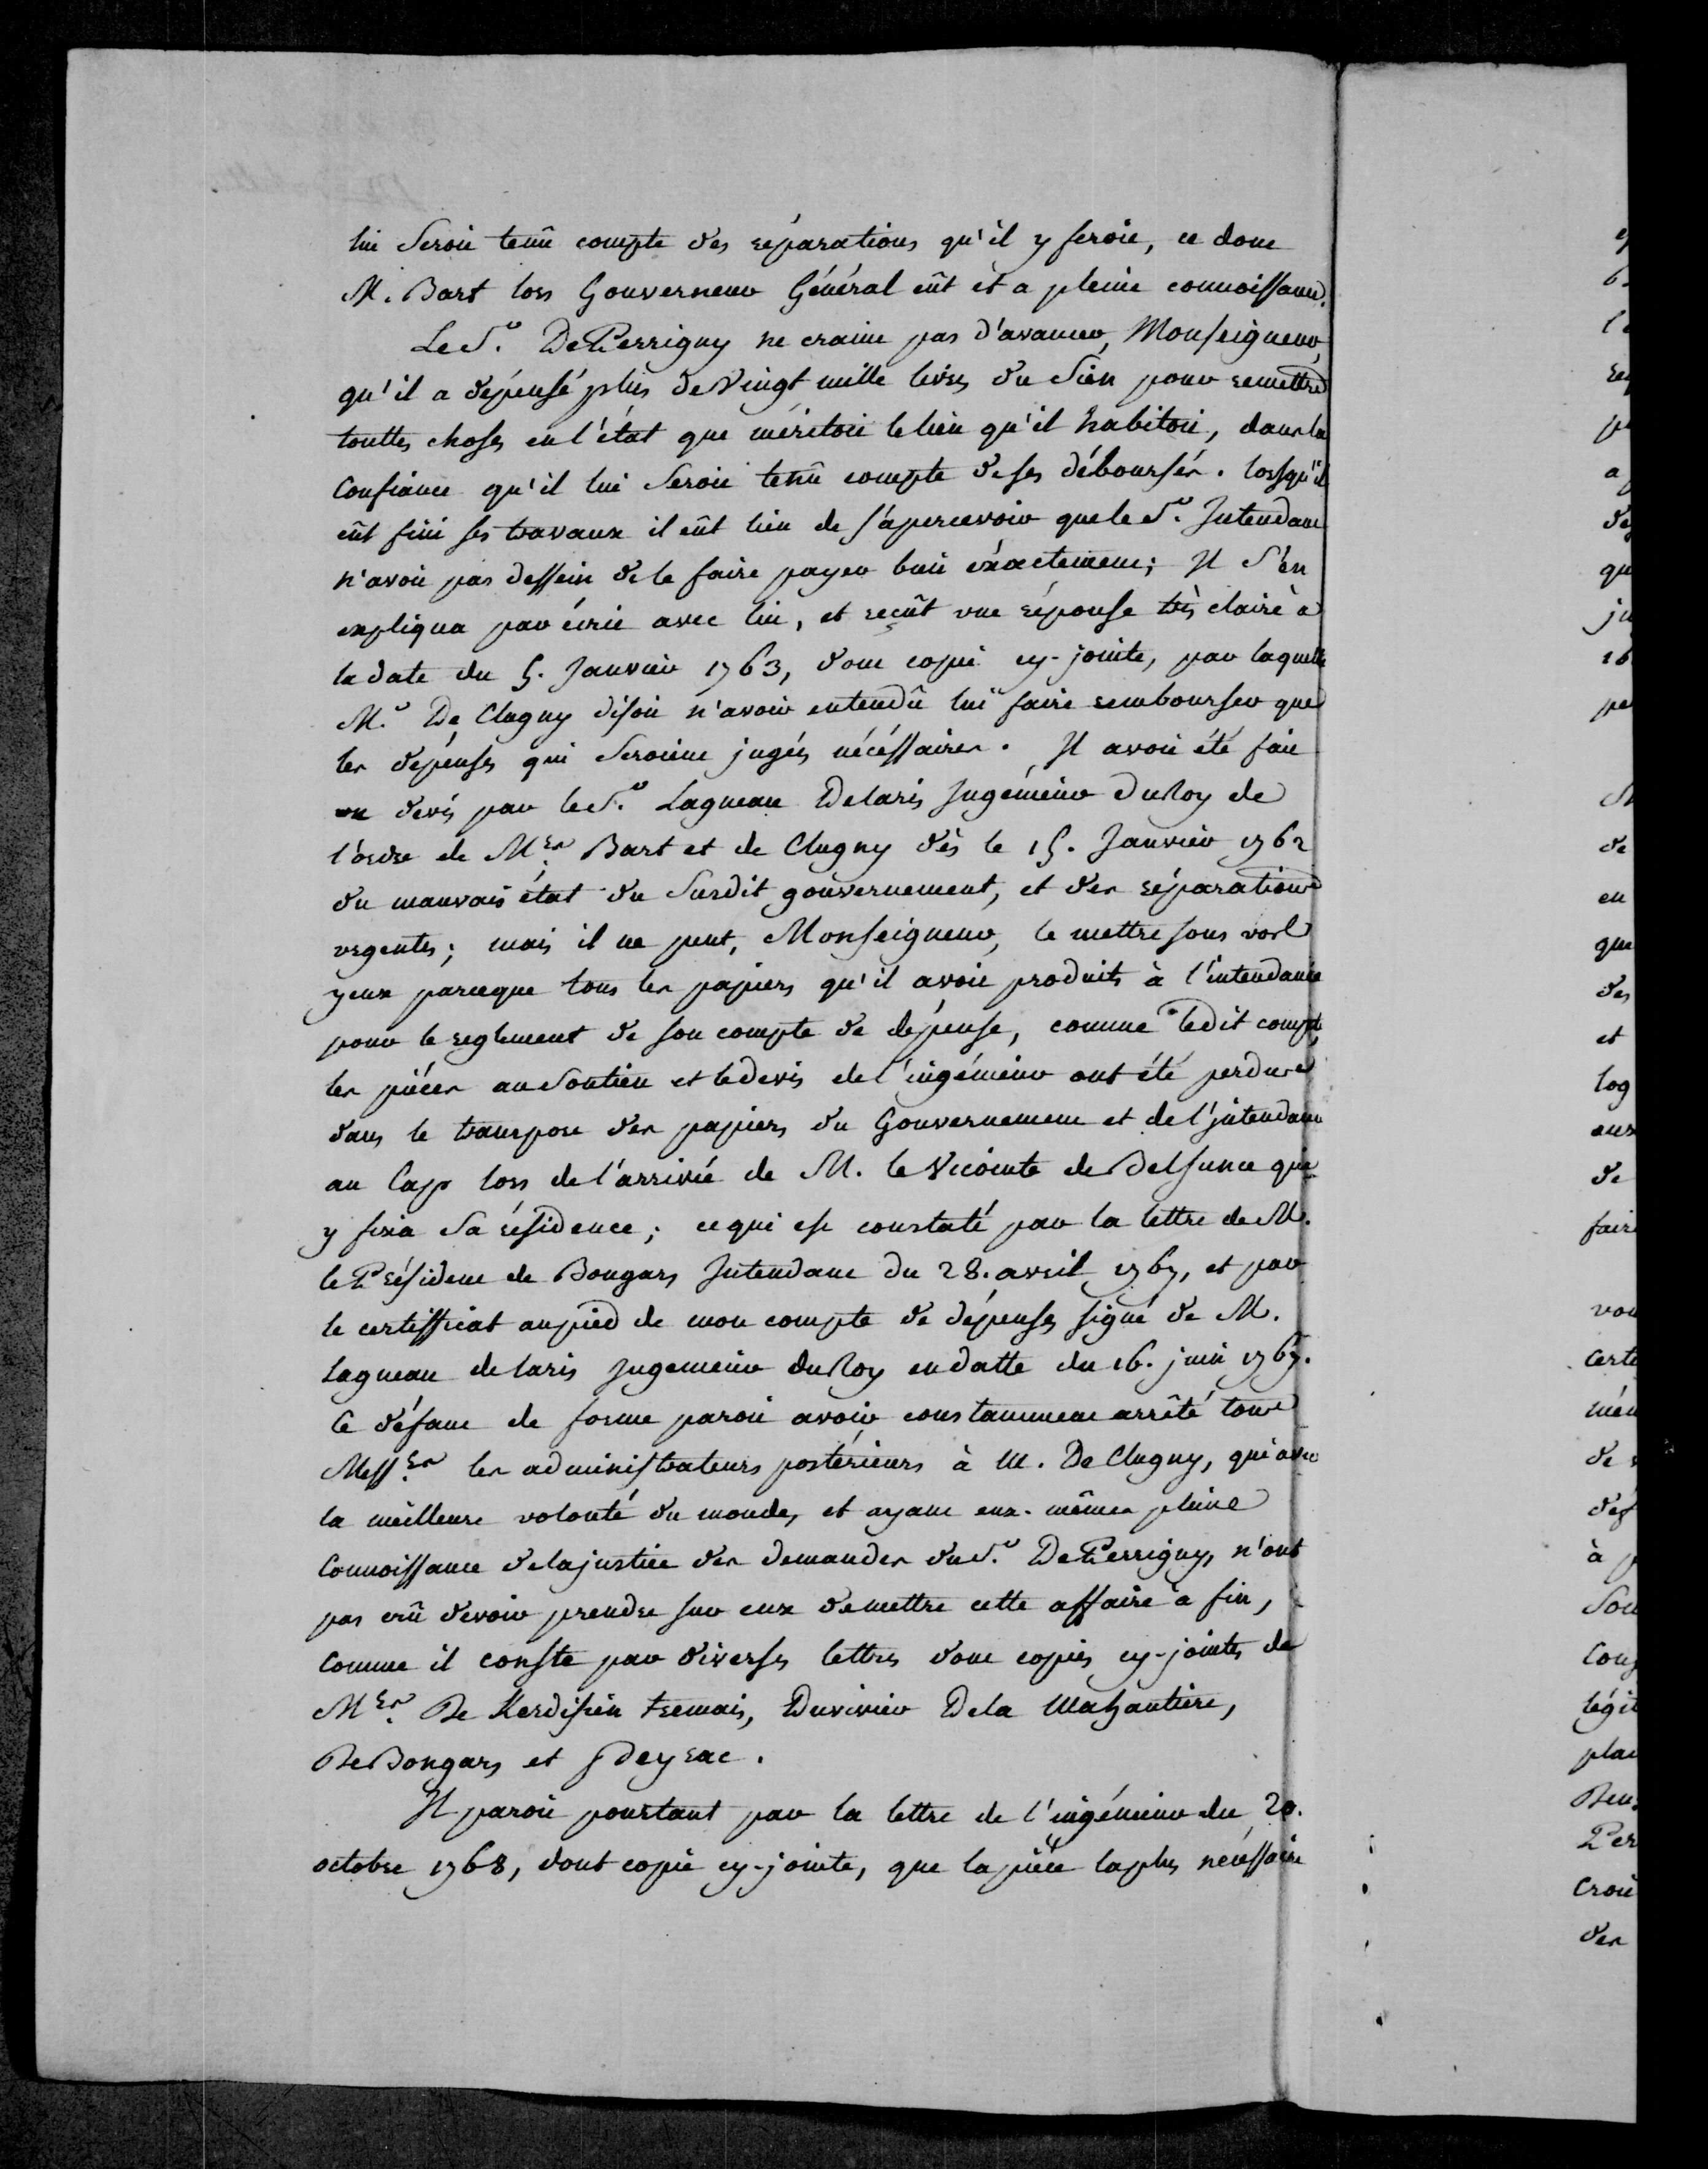 lui seroit tenû compte des réparations qu'il y feroit, ce dont
M. Bart lors Gouverneur Général eût et a pleine connoissance.
Le S.r De Perrigny ne craint pas d'avancer, Monseigneur,
qu'il a dépensé plus de vingt mille livres du sien pour remettre
touttes choses en l'état que méritoit le lieu qu'il habitoit, dans la
confiance qu'il lui seroit tenû compte de ses déboursés. lorsqu'il
eût fini ses travaux il eût lieu de s'apercevoir que le S.r Intendant
n'avoit pas dessein de le faire payer bien éxactement; Il s'en
expliqua par écrit avec lui, et reçût une réponse très claire à
la date du 5. Janvier 1763, dont copie cy-jointe, par laquelle
M.r De Clugny disoit n'avoir entendû lui faire rembourser que
les dépenses qui seroient jugées nécéssaires. Il avoit été fait
un devis par le S.r Lagneau Delaris Ingénieur du Roy de
l'ordre de M.rs Bart et de Clugny dès le 15. Janvier 1762
du mauvais état du surdit gouvernement, et des réparations
urgentes; mais il ne peut, Monseigneur, le mettre sous vos
yeux parceque tous les papiers qu'il avoit produits à l'intendance
pour le reglement de son compte de dépense, comme ledit compte,
les pièces au soutien et le devis de l'ingénieur ont été perdues
dans le transport des papiers du Gouvernement et de l'intendance
au Cap lors de l'arrivée de M. le Vicomte de Belsunce qui
y fixa sa résidence; ce qui est constaté par la lettre de M.
le Président de Bongars Intendant du 28. avril 1767, et par
le certifficat au pied de mon compte de dépenses signé de M.
Lagneau delaris Ingenieur du Roy en datte du 16. juin 1767.
Ce défaut de forme paroit avoir constamment arrêté tous
Mess.rs les administrateurs postérieurs à M. De Clugny, qui avec
la meilleure volonté du monde, et ayant eux-mêmes pleine
connoissance de la justice des demandes du S.r De Perrigny, n'ont
pas crû devoir prendre sur eux de mettre cette affaire à fin,
comme il conste par diverses lettres dont copies cy-jointes de
M.rs De Kerdisien tremais, Duvivier De la Mahautiere,
De Bongars et Peyrac.
Il paroit pourtant par la lettre de l'ingénieur du 20.
octobre 1768, dont copie cy-jointe, que la pièce la plus nécéssaire